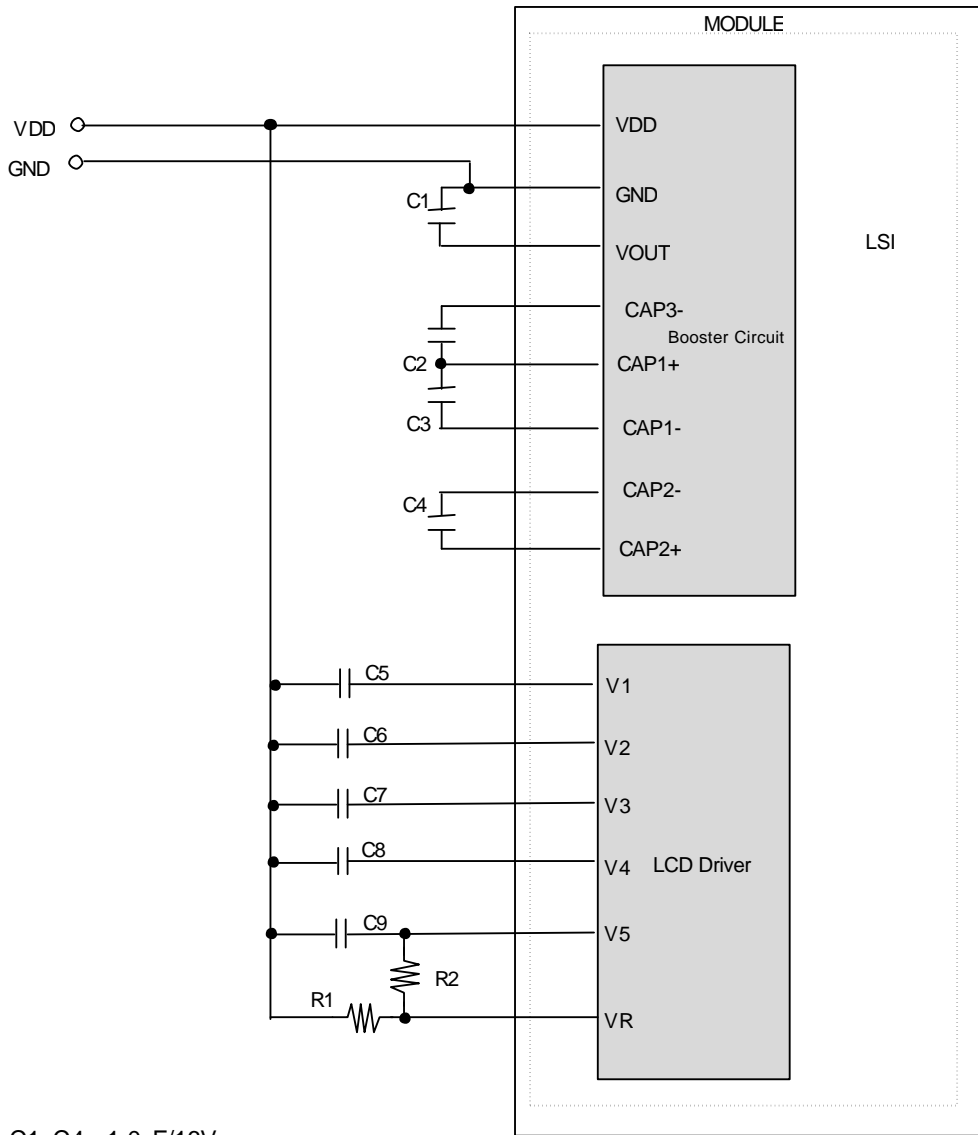 MODULE
VDD
VDD
GND
C1
GND
VOUT
LSI
CAP3-
Booster Circuit
C2
CAP1+
C3
CAP1-
C4
CAP2-
CAP2+
C5
V1
C6
V2
C7
V3
C8
V4
LCD Driver
C9
V5
R2
R1
VR